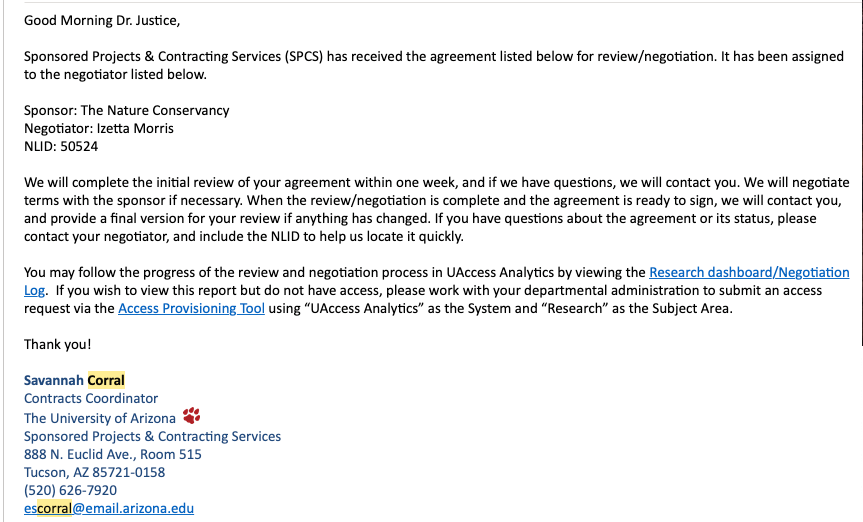 Good Morning Dr. Justice,
Sponsored Projects & Contracting Services (SPCS) has received the agreement listed below for review/negotiation. It has been assigned
to the negotiator listed below.
Sponsor: The Nature Conservancy
Negotiator: Izetta Morris
NLID: 50524
We will complete the initial review of your agreement within one week, and if we have questions, we will contact you. We will negotiate
terms with the sponsor if necessary. When the review/negotiation is complete and the agreement is ready to sign, we will contact you,
and provide a final version for your review if anything has changed. If you have questions about the agreement or its status, please
contact your negotiator, and include the NLID to help us locate it quickly.
You may follow the progress of the review and negotiation process in UAccess Analytics by viewing the Research dashboard/Negotiation
Log.  If you wish to view this report but do not have access, please work with your departmental administration to submit an access
request via the Access Provisioning Tool using “UAccess Analytics” as the System and “Research” as the Subject Area.
Thank you!
Savannah Corral
Contracts Coordinator
The University of Arizona
Sponsored Projects & Contracting Services
888 N. Euclid Ave., Room 515
Tucson, AZ 85721-0158
(520) 626-7920
escorral@email.arizona.edu